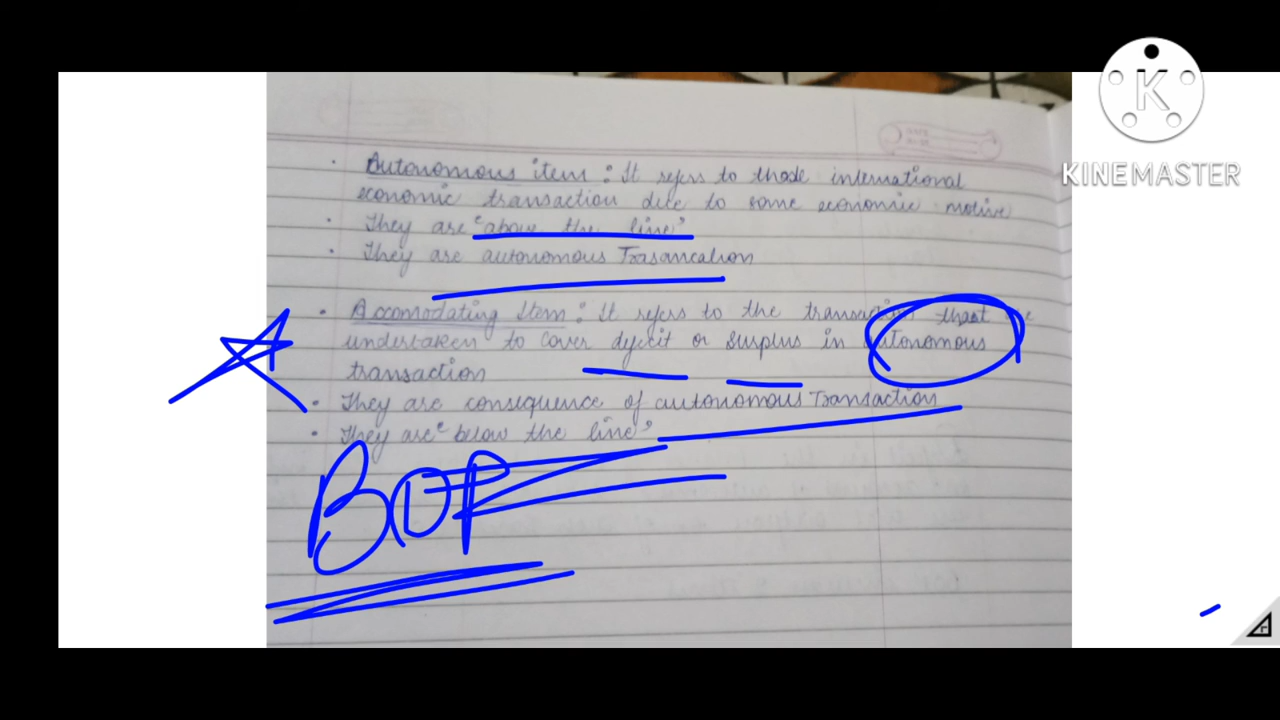 Autonomous item : It refers to those international
economic transaction due to some economic motive
They are "above the line"
They are autonomous Trasancation
Accomodating Item : It refers to the transaction that
undertaken to cover deficit or surplus in autonomous
transaction
They are consequence of autonomous Transaction
They are "below the line"
BOP
K
KINEMASTER